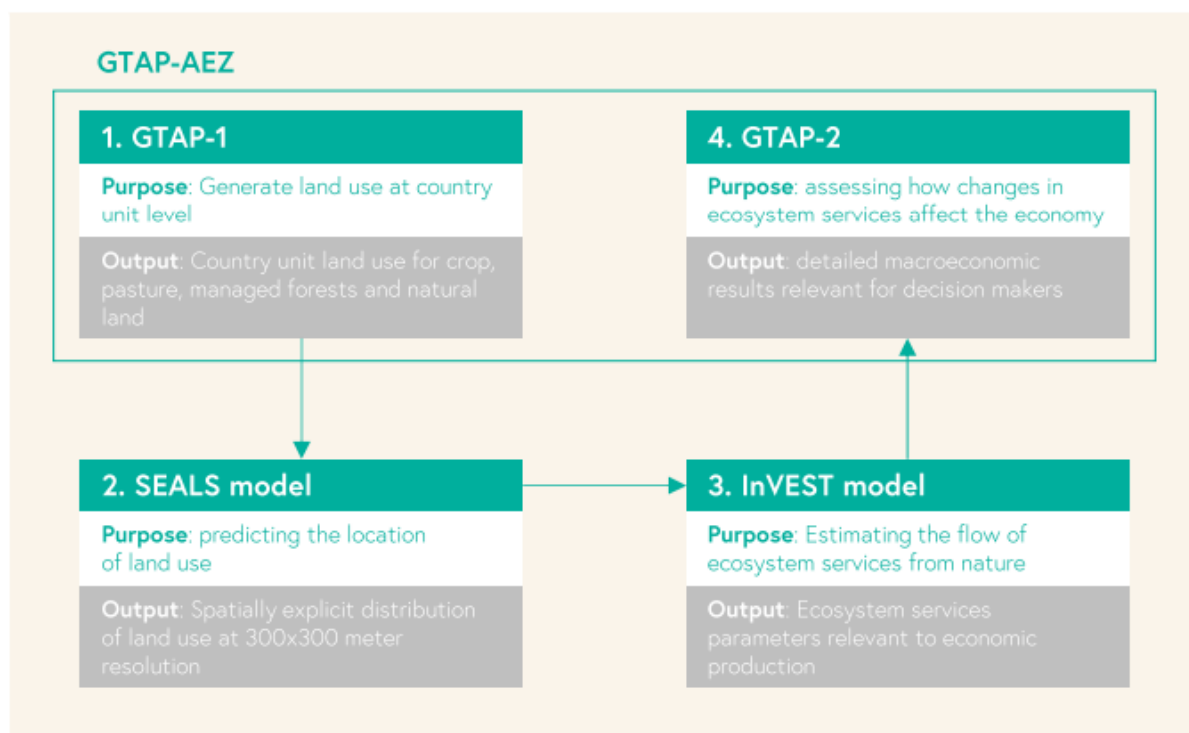 GTAP-AEZ
1. GTAP-1
Purpose: Generate land use at country
unit level
Output: Country unit land use for crop,
pasture, managed forests and natural
land
4. GTAP-2
Purpose: assessing how changes in
ecosystem services affect the economy
Output: detailed macroeconomic
results relevant for decision makers
2. SEALS model
Purpose: predicting the location
of land use
Output: Spatially explicit distribution
of land use at 300x300 meter
resolution
3. InVEST model
Purpose: Estimating the flow of
ecosystem services from nature
Output: Ecosystem services
parameters relevant to economic
production